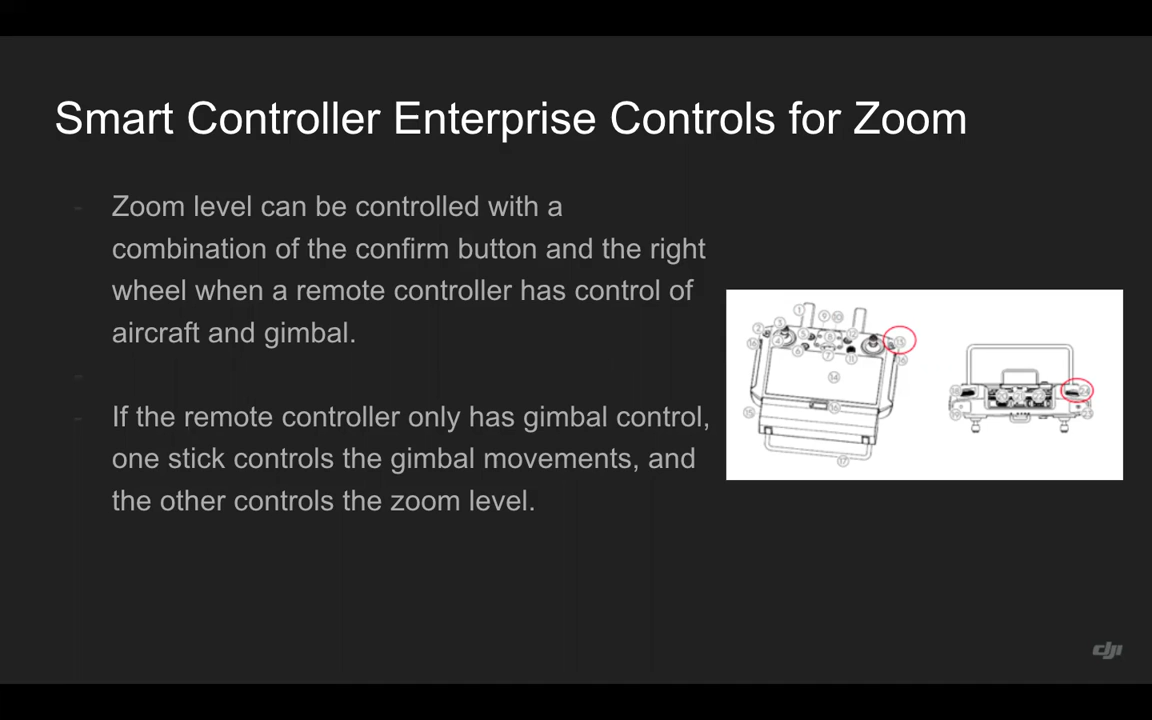 Smart Controller Enterprise Controls for Zoom
- Zoom level can be controlled with a
combination of the confirm button and the right
wheel when a remote controller has control of
aircraft and gimbal.
-
- If the remote controller only has gimbal control,
one stick controls the gimbal movements, and
the other controls the zoom level.
dji